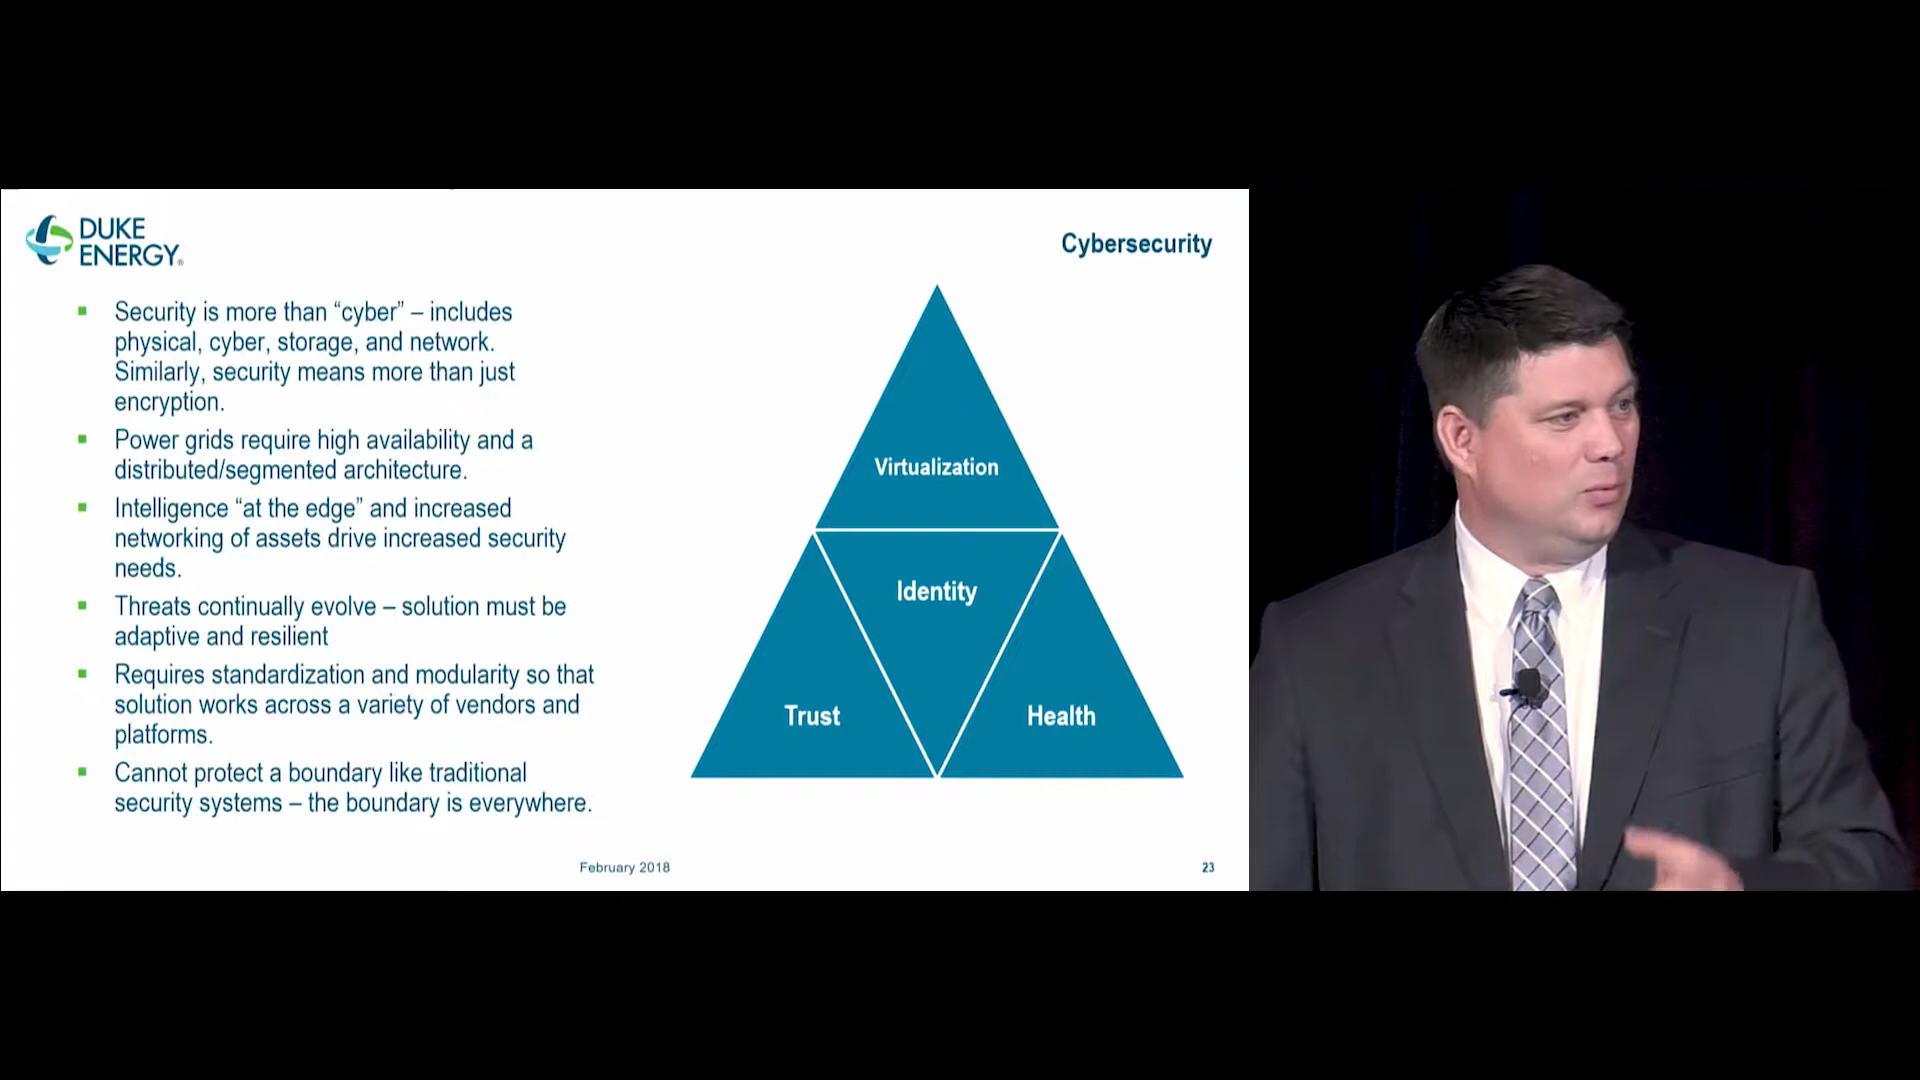 DUKE
ENERGY®
Cybersecurity
Security is more than “cyber” – includes
physical, cyber, storage, and network.
Similarly, security means more than just
encryption.
Power grids require high availability and a
distributed/segmented architecture.
Intelligence “at the edge” and increased
networking of assets drive increased security
needs.
Threats continually evolve – solution must be
adaptive and resilient
Requires standardization and modularity so that
solution works across a variety of vendors and
platforms.
Cannot protect a boundary like traditional
security systems – the boundary is everywhere.
Virtualization
Identity
Trust
Health
February 2018
23